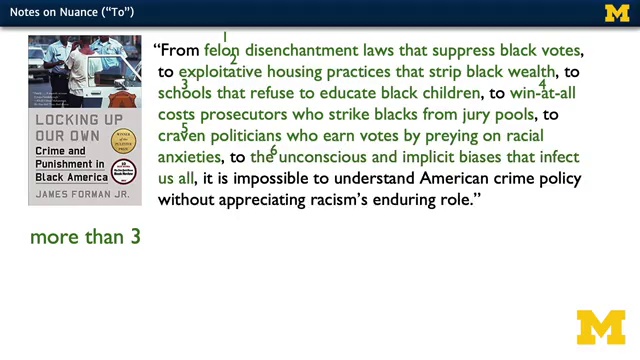 Notes on Nuance ("To")
M
1
"From felon disenchantment laws that suppress black votes,
2
to exploitative housing practices that strip black wealth, to
3
4
schools that refuse to educate black children, to win-at-all
costs prosecutors who strike blacks from jury pools, to
5
craven politicians who earn votes by preying on racial
6
anxieties, to the unconscious and implicit biases that infect
us all, it is impossible to understand American crime policy
without appreciating racism's enduring role."
LOCKING UP
OUR OWN
Crime and
Punishment in
Black America
JAMES FORMAN JR.
more than 3
M